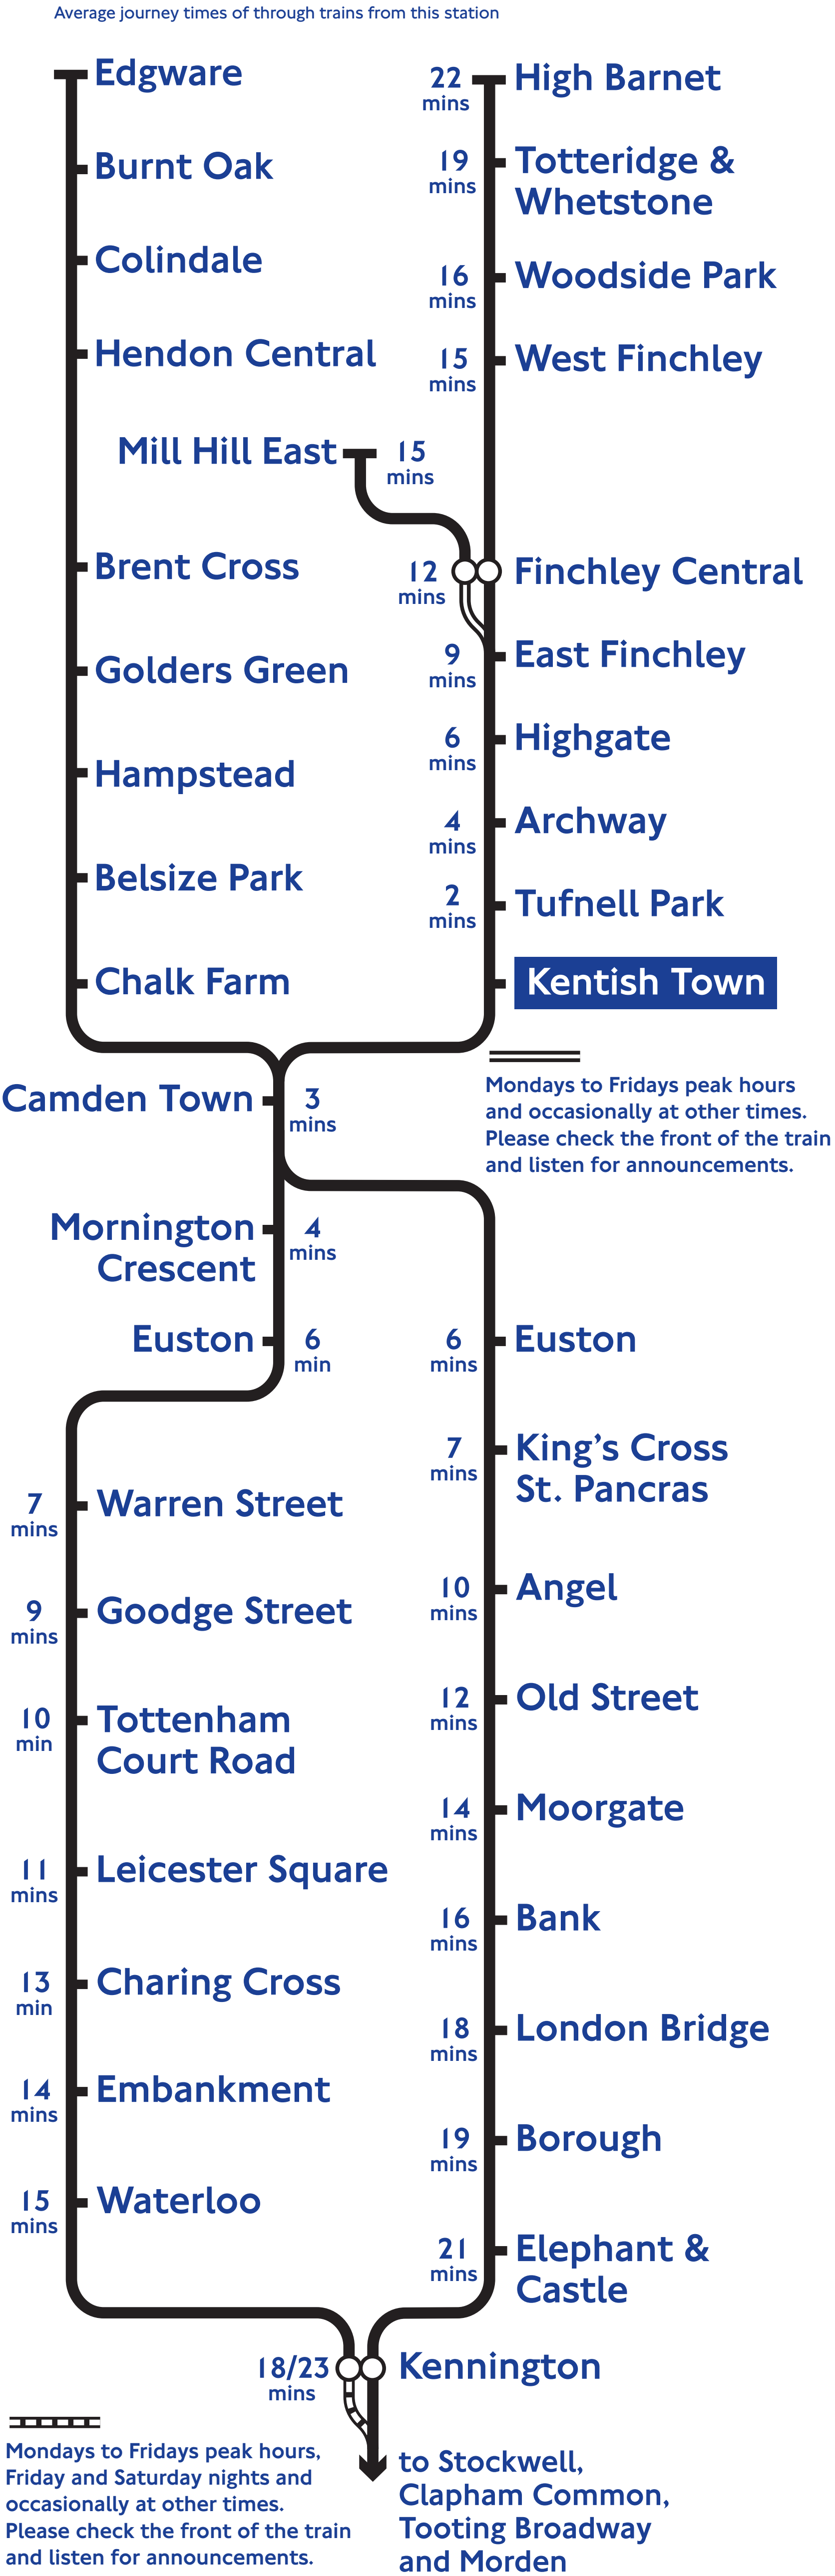 Average journey times of through trains from this station
Edgware
Burnt Oak
Colindale
Hendon Central
Mill Hill East
15
mins
Brent Cross
Golders Green
Hampstead
Belsize Park
Chalk Farm
22
mins
High Barnet
19
mins
Totteridge &
Whetstone
16
mins
Woodside Park
15
mins
West Finchley
12
mins
Finchley Central
9
mins
East Finchley
6
mins
Highgate
4
mins
Archway
2
mins
Tufnell Park
Kentish Town
Mondays to Fridays peak hours
and occasionally at other times.
Please check the front of the train
and listen for announcements.
Camden Town
3
mins
Mornington
Crescent
4
mins
Euston
6
min
7
mins
Warren Street
9
mins
Goodge Street
10
min
Tottenham
Court Road
11
mins
Leicester Square
13
min
Charing Cross
14
mins
Embankment
15
mins
Waterloo
6
mins
Euston
7
mins
King's Cross
St. Pancras
10
mins
Angel
12
mins
Old Street
14
mins
Moorgate
16
mins
Bank
18
mins
London Bridge
19
mins
Borough
21
mins
Elephant &
Castle
18/23
mins
Kennington
Mondays to Fridays peak hours,
Friday and Saturday nights and
occasionally at other times.
Please check the front of the train
and listen for announcements.
to Stockwell,
Clapham Common,
Tooting Broadway
and Morden